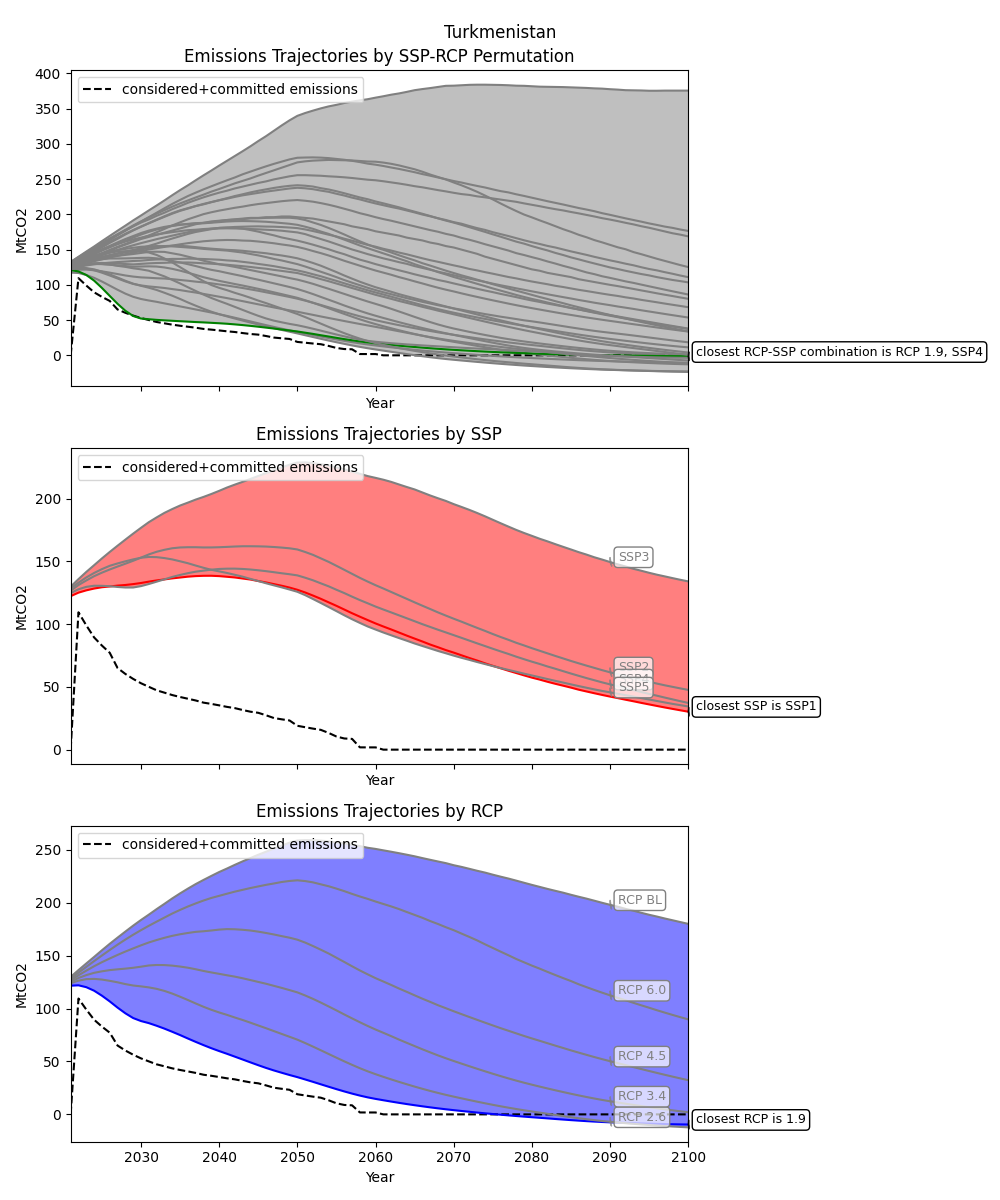 Turkmenistan
Emissions Trajectories by SSP-RCP Permutation
considered+committed emissions
400
350
300
250
200
150
100
50
0
MtCO2
Year
closest RCP-SSP combination is RCP 1.9, SSP4
Emissions Trajectories by SSP
considered+committed emissions
200
150
100
50
0
MtCO2
Year
SSP3
SSP2
SSP5
closest SSP is SSP1
Emissions Trajectories by RCP
considered+committed emissions
250
200
150
100
50
0
MtCO2
RCP BL
RCP 6.0
RCP 4.5
RCP 3.4
RCP 2.6
closest RCP is 1.9
2030 2040 2050 2060 2070 2080 2090 2100
Year